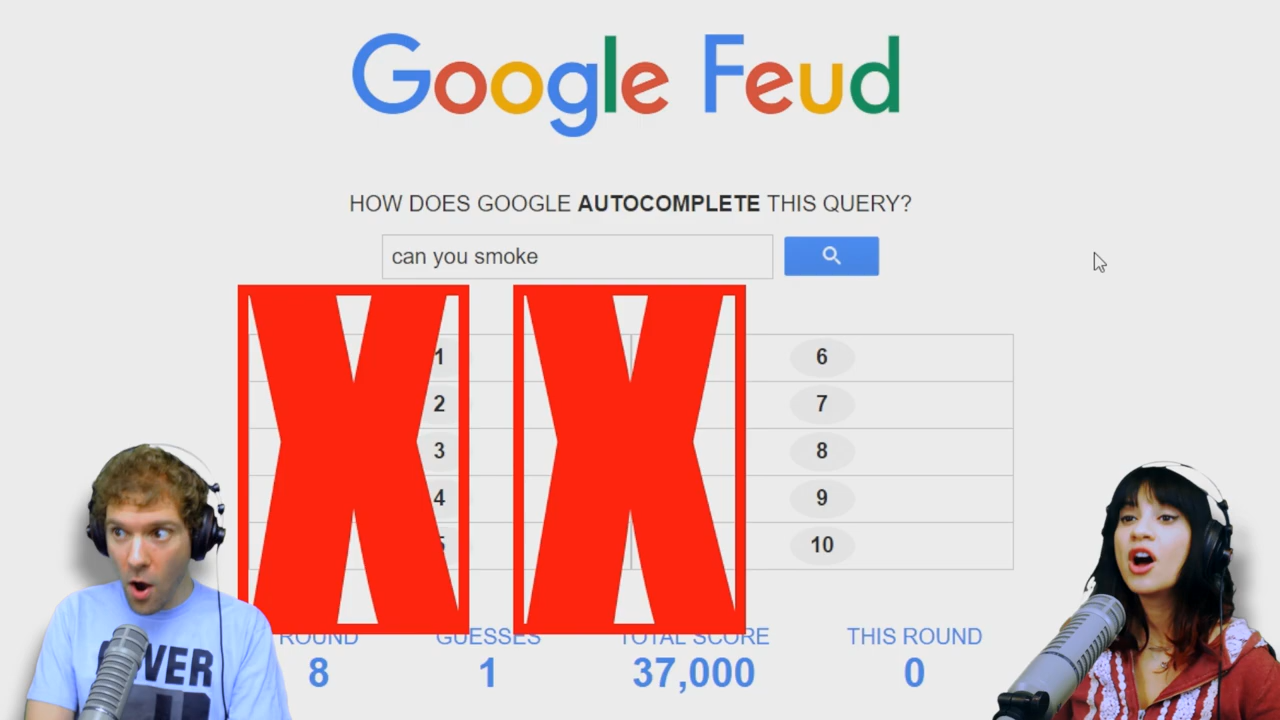 Google Feud
HOW DOES GOOGLE AUTOCOMPLETE THIS QUERY?
can you smoke
X X
1 6
2 7
3 8
4 9
5 10
ROUND GUESSES TOTAL SCORE THIS ROUND
8 1 37,000 0